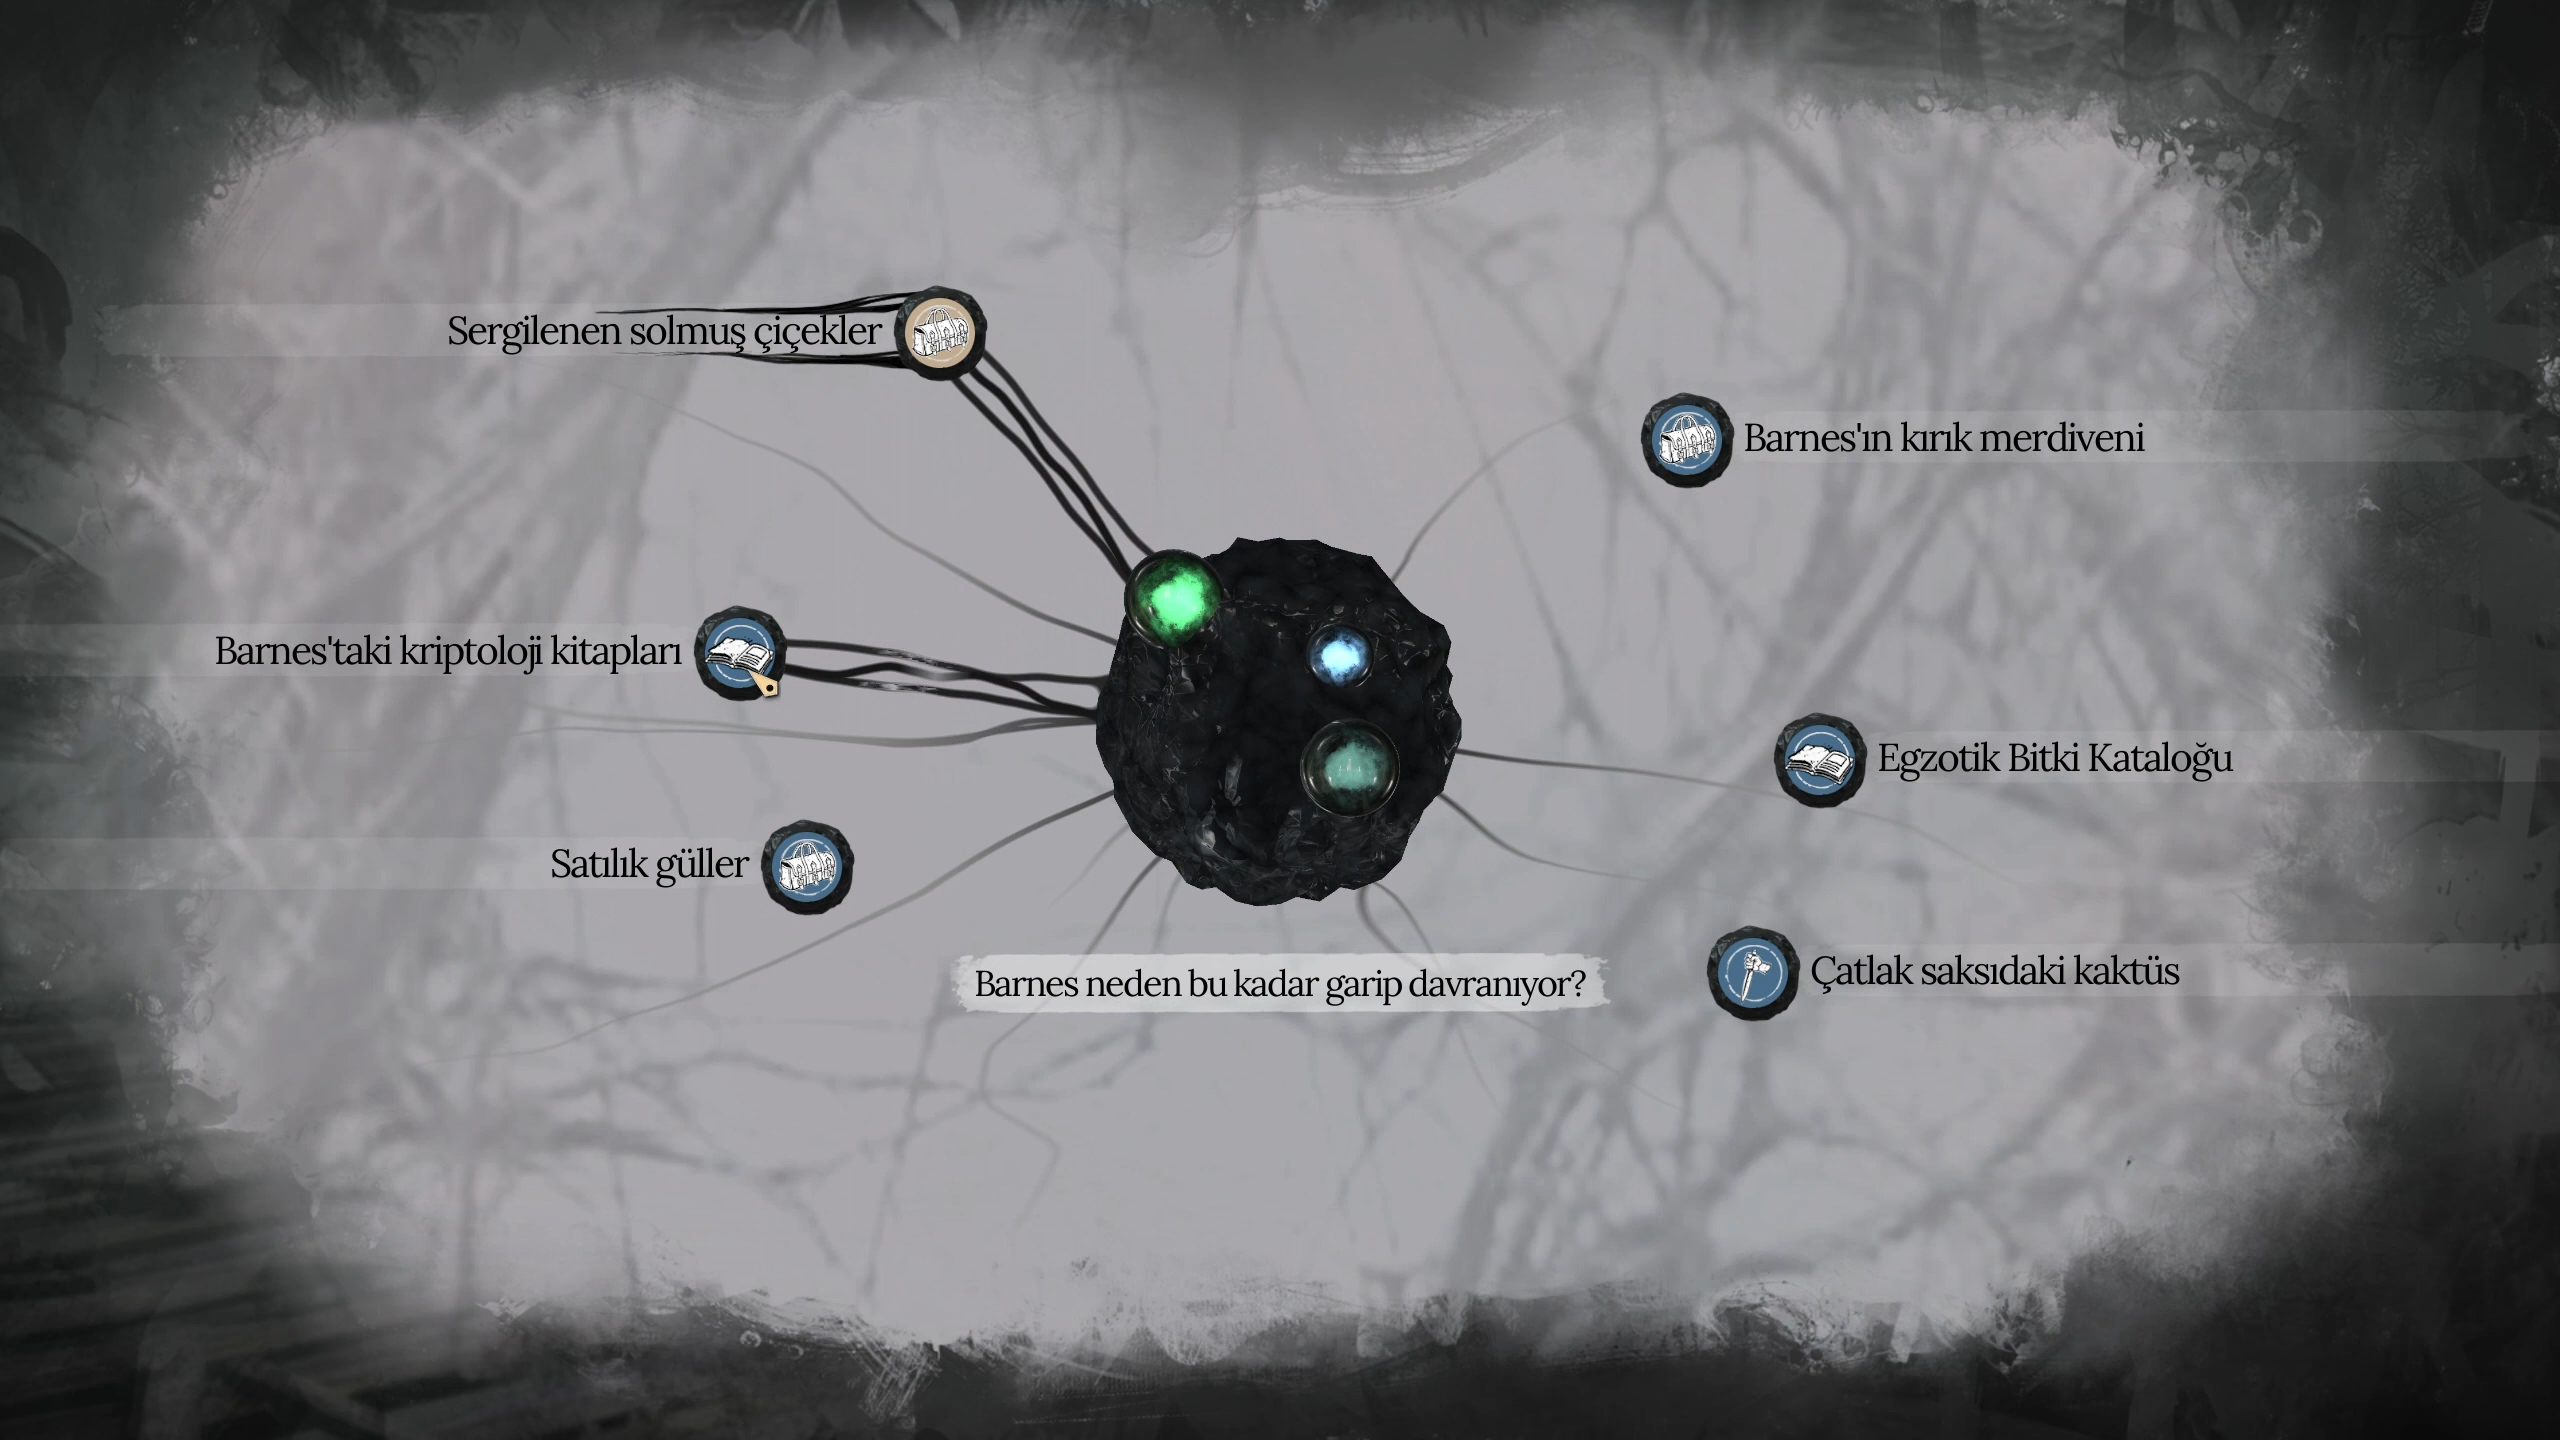 Sergilenen solmuş çiçekler
Barnes'ın kırık merdiveni
Barnes'taki kriptoloji kitapları
Egzotik Bitki Kataloğu
Satılık güller
Çatlak saksıdaki kaktüs
Barnes neden bu kadar garip davranıyor?